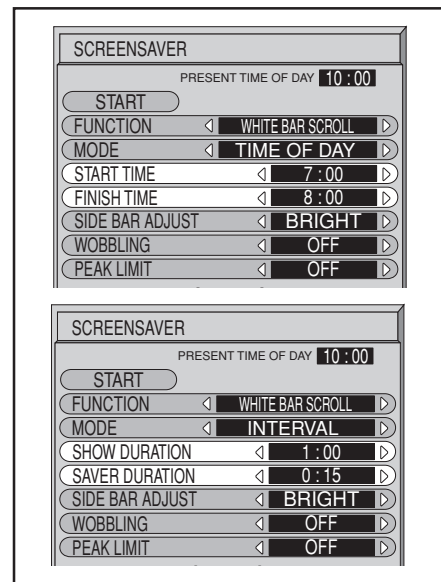 SCREENSAVER
PRESENT TIME OF DAY 10 : 00
START
FUNCTION WHITE BAR SCROLL
MODE TIME OF DAY
START TIME 7 : 00
FINISH TIME 8 : 00
SIDE BAR ADJUST BRIGHT
WOBBLING OFF
PEAK LIMIT OFF
SCREENSAVER
PRESENT TIME OF DAY 10 : 00
START
FUNCTION WHITE BAR SCROLL
MODE INTERVAL
SHOW DURATION 1 : 00
SAVER DURATION 0 : 15
SIDE BAR ADJUST BRIGHT
WOBBLING OFF
PEAK LIMIT OFF